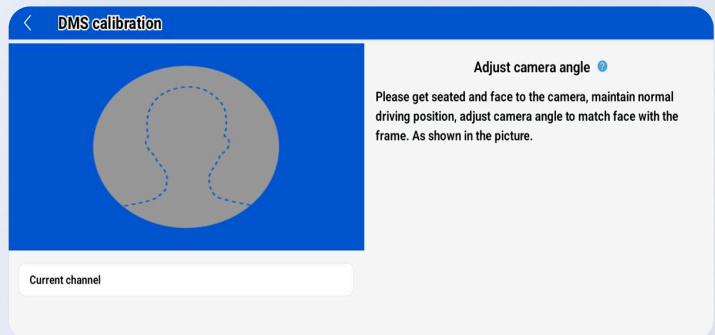 DMS calibration
Adjust camera angle ?
Please get seated and face to the camera, maintain normal
driving position, adjust camera angle to match face with the
frame. As shown in the picture.
Current channel